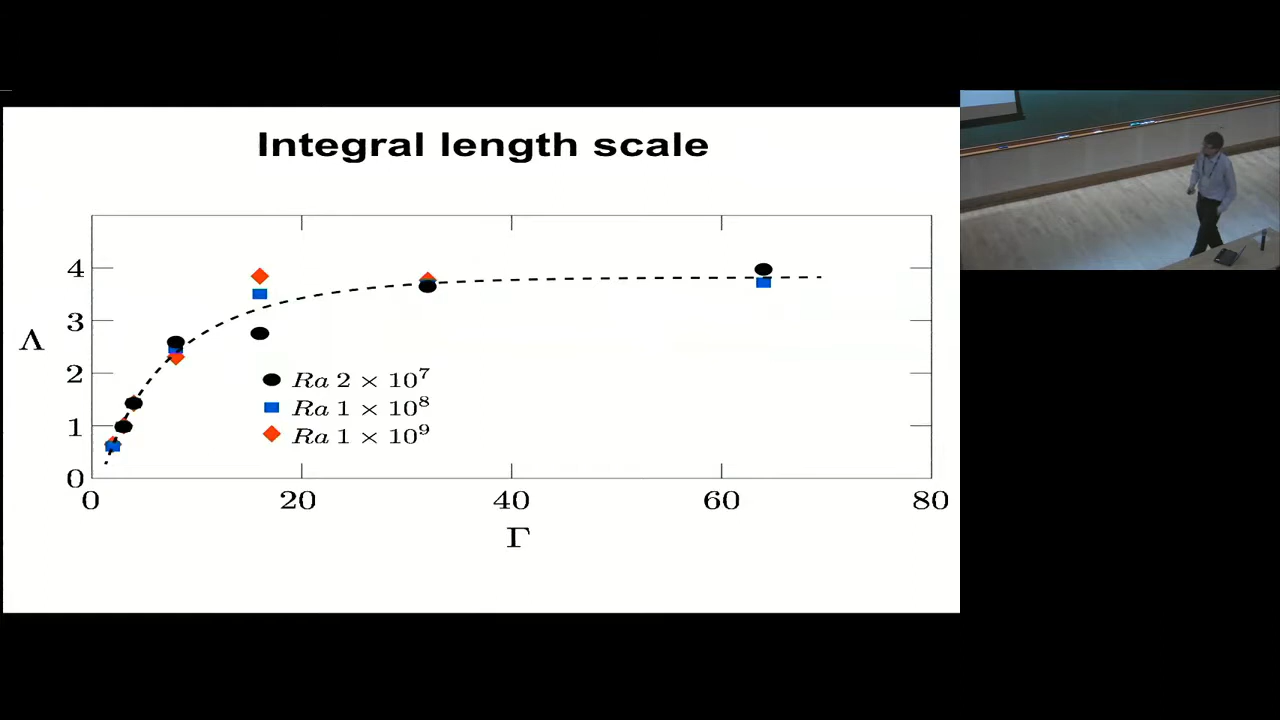 Integral length scale
4
3
Λ
2
1
0
Ra 2 × 10⁷
Ra 1 × 10⁸
Ra 1 × 10⁹
0 20 40 60 80
Γ